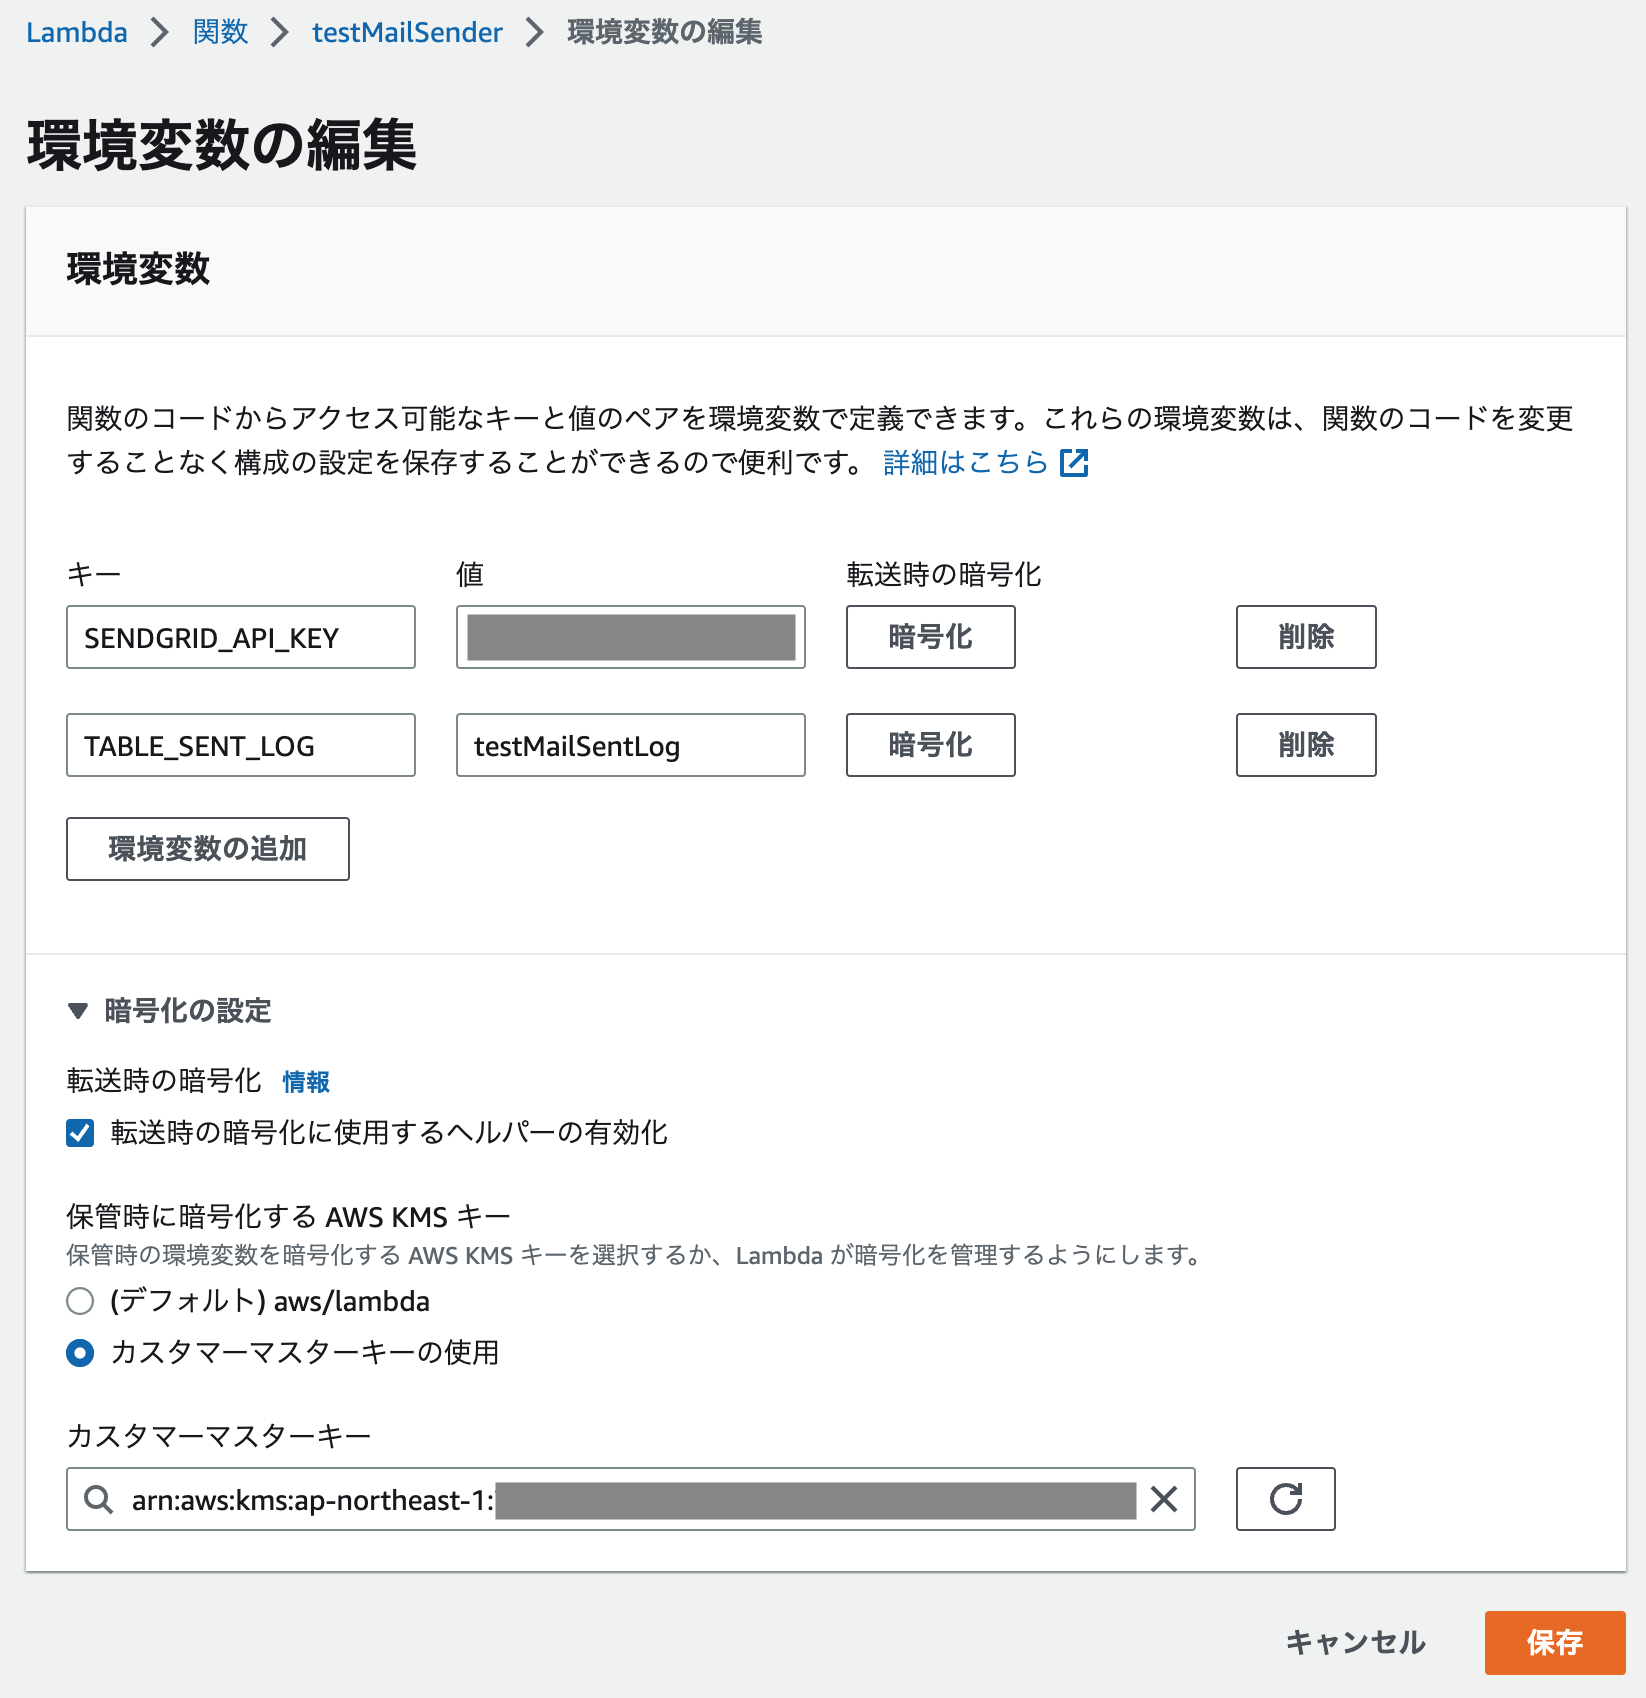 Lambda > 関数 > testMailSender > 環境変数の編集
環境変数の編集
環境変数
関数のコードからアクセス可能なキーと値のペアを環境変数で定義できます。これらの環境変数は、関数のコードを変更
することなく構成の設定を保存することができるので便利です。 詳細はこちら
キー 値 転送時の暗号化
SENDGRID_API_KEY 暗号化 削除
TABLE_SENT_LOG testMailSentLog 暗号化 削除
環境変数の追加
▼ 暗号化の設定
転送時の暗号化 情報
転送時の暗号化に使用するヘルパーの有効化
保管時に暗号化する AWS KMS キー
保管時の環境変数を暗号化する AWS KMS キーを選択するか、Lambda が暗号化を管理するようにします。
(デフォルト) aws/lambda
カスタマーマスターキーの使用
カスタマーマスターキー
arn:aws:kms:ap-northeast-1:
キャンセル 保存